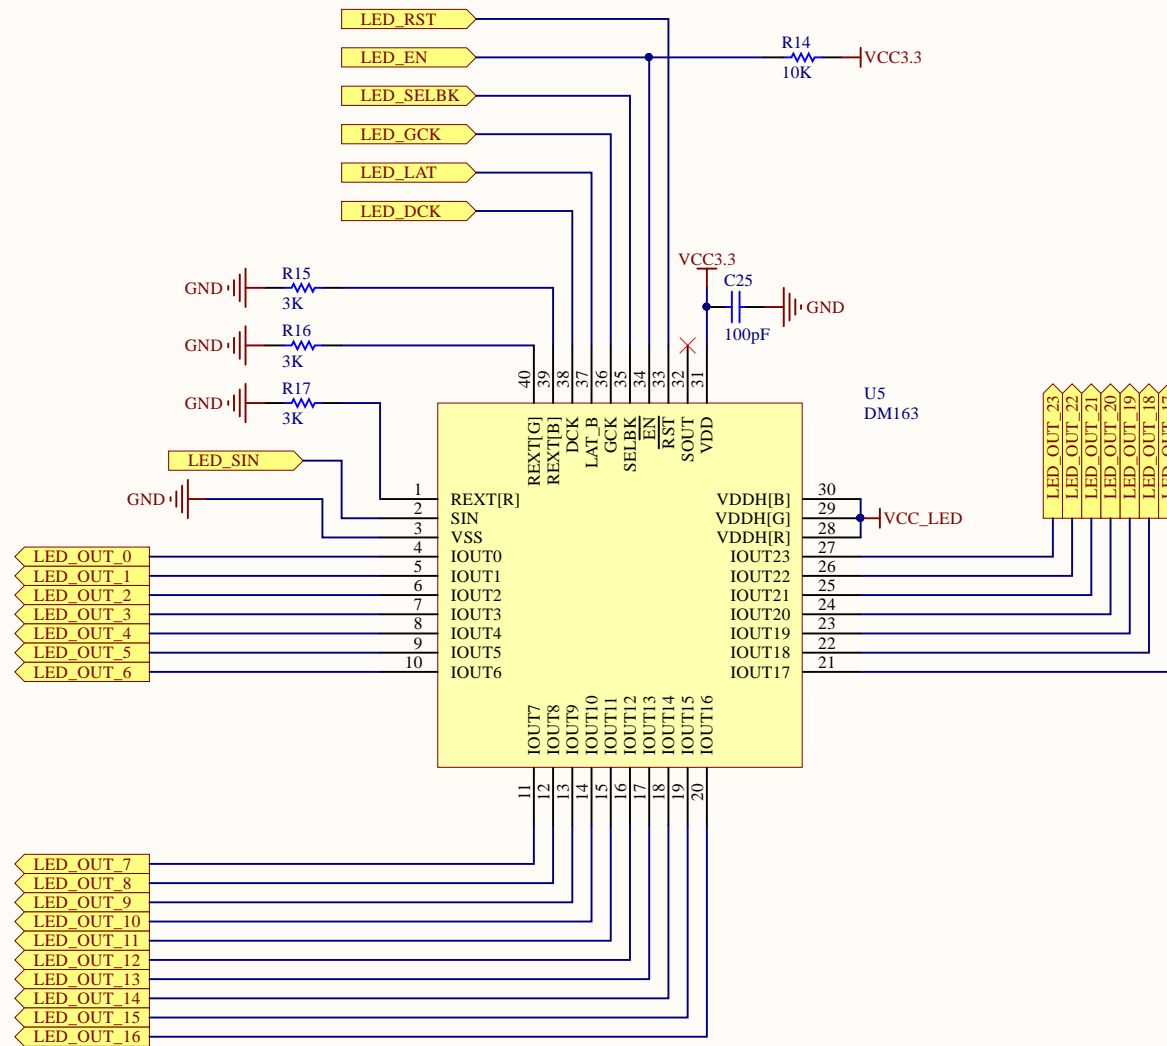 LED_RST
LED_EN
R14
10K
VCC3.3
LED_SELBK
LED_GCK
LED_LAT
LED_DCK
VCC3.3
C25
100pF
GND
GND
R15
3K
GND
R16
3K
GND
R17
3K
40
39
38
37
36
35
34
33
32
31
U5
DM163
REXT[G]
REXT[B]
DCK
LAT_B
GCK
SELBK
EN
RST
SOUT
VDD
LED_SIN
GND
1
2
3
4
5
6
7
8
9
10
REXT[R]
SIN
VSS
IOUT0
IOUT1
IOUT2
IOUT3
IOUT4
IOUT5
IOUT6
VDDH[B]
VDDH[G]
VDDH[R]
IOUT23
IOUT22
IOUT21
IOUT20
IOUT19
IOUT18
IOUT17
30
29
28
27
26
25
24
23
22
21
VCC_LED
LED_OUT_23
LED_OUT_22
LED_OUT_21
LED_OUT_20
LED_OUT_19
LED_OUT_18
LED_OUT_17
LED_OUT_0
LED_OUT_1
LED_OUT_2
LED_OUT_3
LED_OUT_4
LED_OUT_5
LED_OUT_6
IOUT7
IOUT8
IOUT9
IOUT10
IOUT11
IOUT12
IOUT13
IOUT14
IOUT15
IOUT16
11
12
13
14
15
16
17
18
19
20
LED_OUT_7
LED_OUT_8
LED_OUT_9
LED_OUT_10
LED_OUT_11
LED_OUT_12
LED_OUT_13
LED_OUT_14
LED_OUT_15
LED_OUT_16